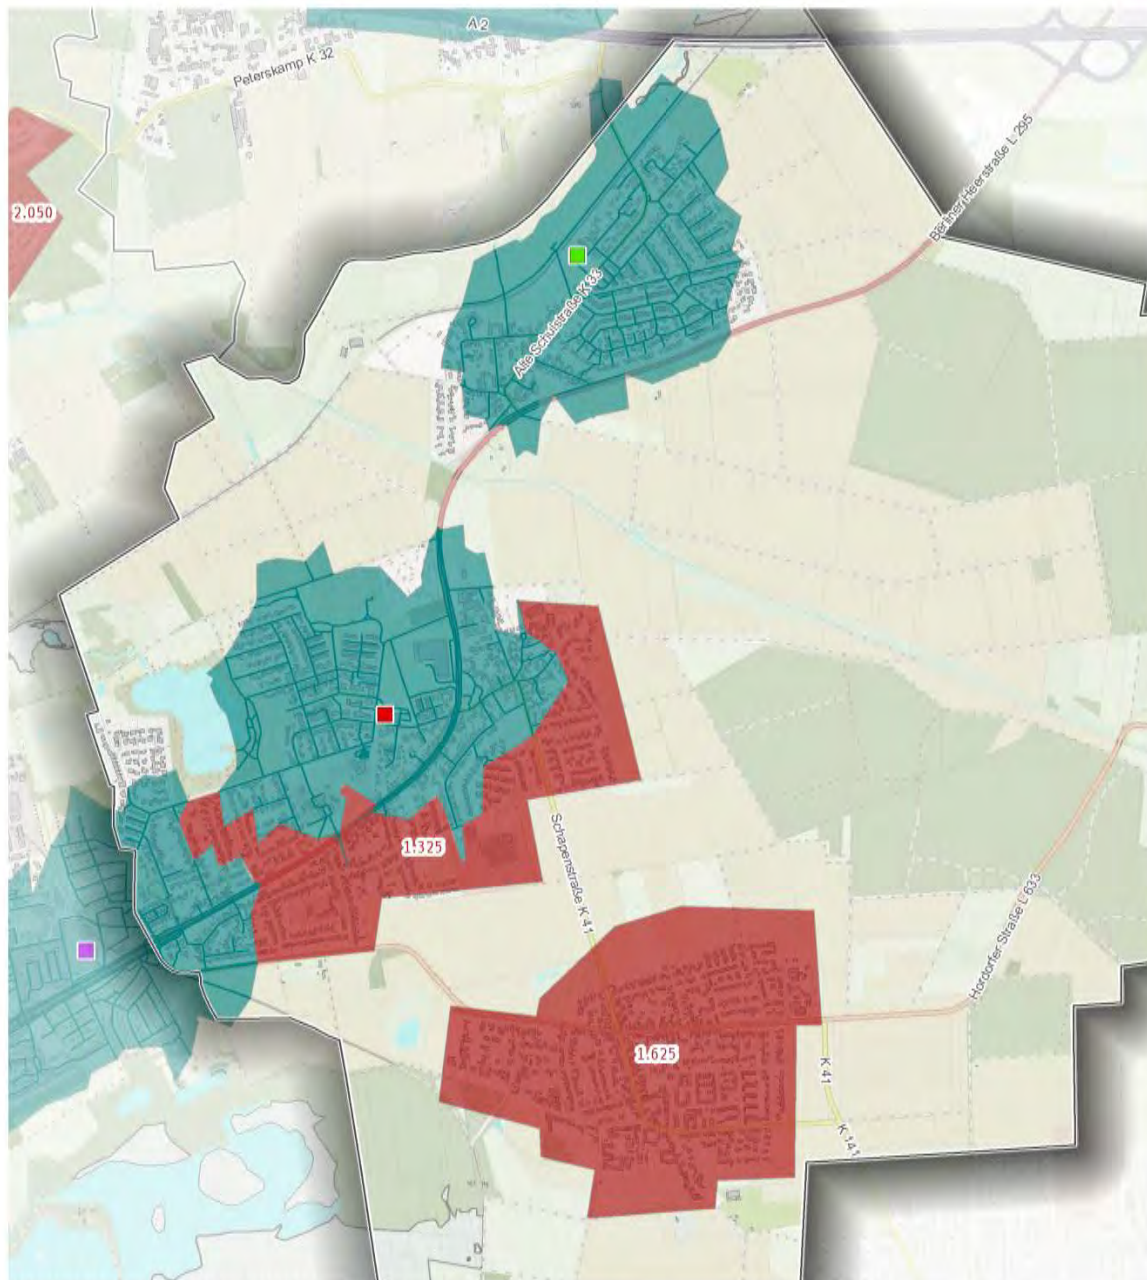 A 2
Peterskamp K 32
Berliner Heerstraße L 295
2.050
Alte Schulstraße K 33
1.325
Schapenstraße K 41
Hordorfer Straße L 633
1.625
K 41
K 141